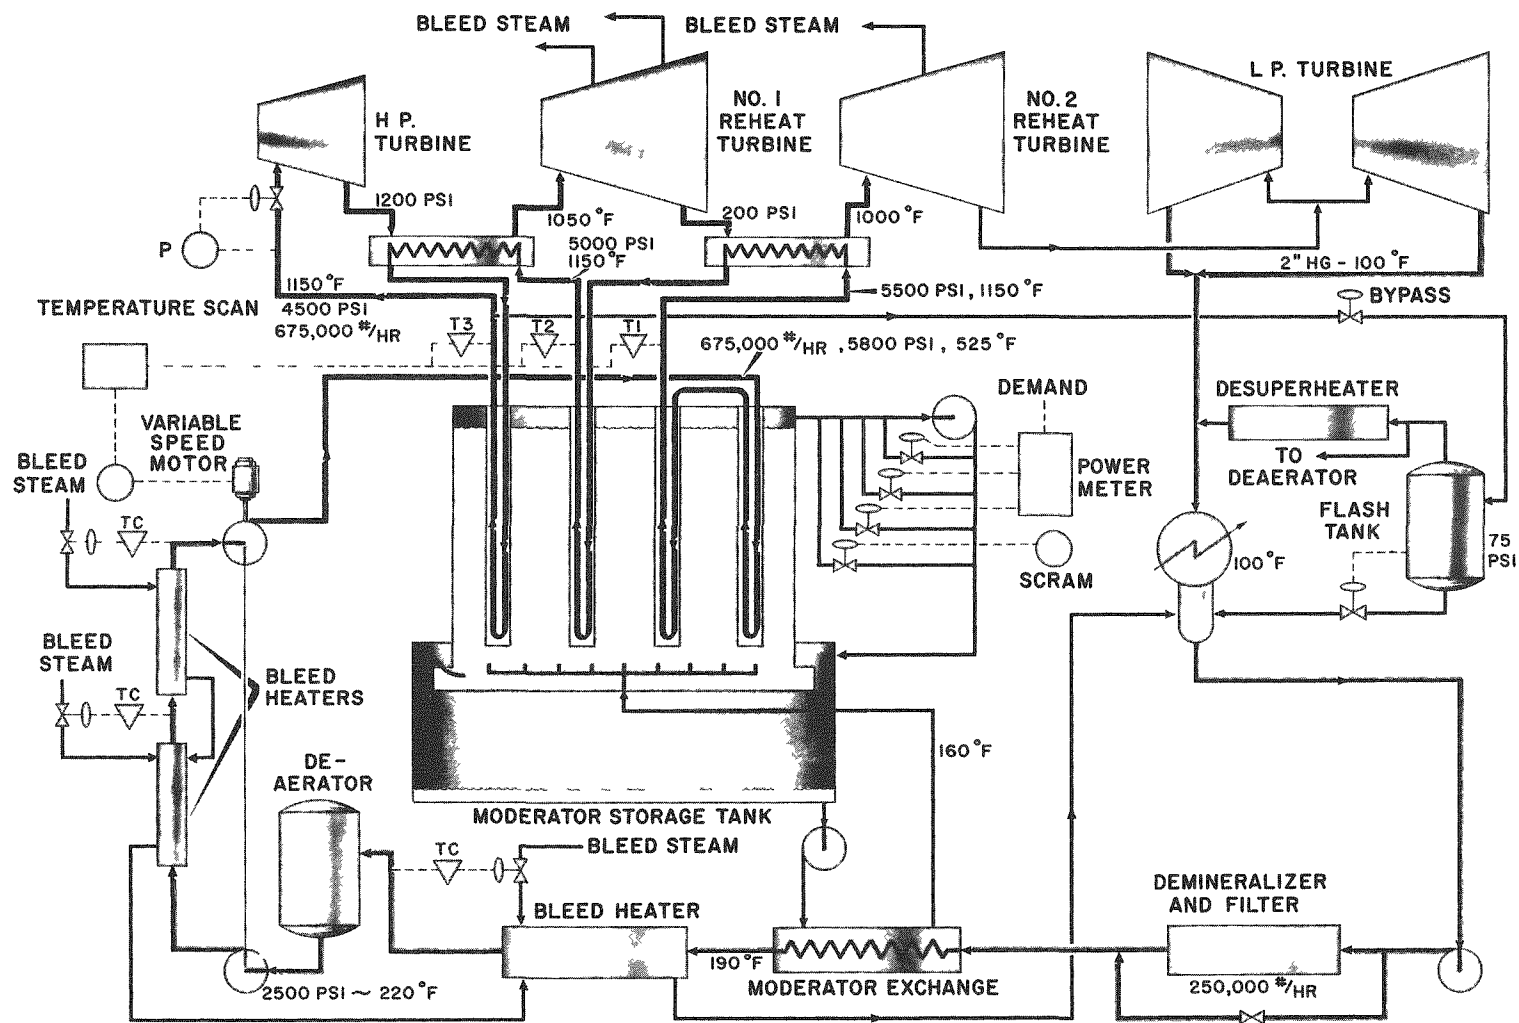 BLEED STEAM
BLEED STEAM
L P. TURBINE
H P.
TURBINE
NO. 1
REHEAT
TURBINE
NO. 2
REHEAT
TURBINE
1200 PSI
1050 °F
200 PSI
1000 °F
P
5000 PSI
1150 °F
2" HG - 100 °F
1150 °F
4500 PSI
675,000 #/HR
5500 PSI, 1150 °F
BYPASS
TEMPERATURE SCAN
T3
T2
T1
675,000 #/HR , 5800 PSI , 525 °F
DEMAND
DESUPERHEATER
VARIABLE
SPEED
MOTOR
BLEED
STEAM
TO
DEAERATOR
POWER
METER
FLASH
TANK
TC
75
PSI
100 °F
SCRAM
BLEED
STEAM
BLEED
HEATERS
TC
160 °F
DE-
AERATOR
MODERATOR STORAGE TANK
TC
BLEED STEAM
DEMINERALIZER
AND FILTER
BLEED HEATER
190 °F
MODERATOR EXCHANGE
250,000 #/HR
2500 PSI ~ 220 °F